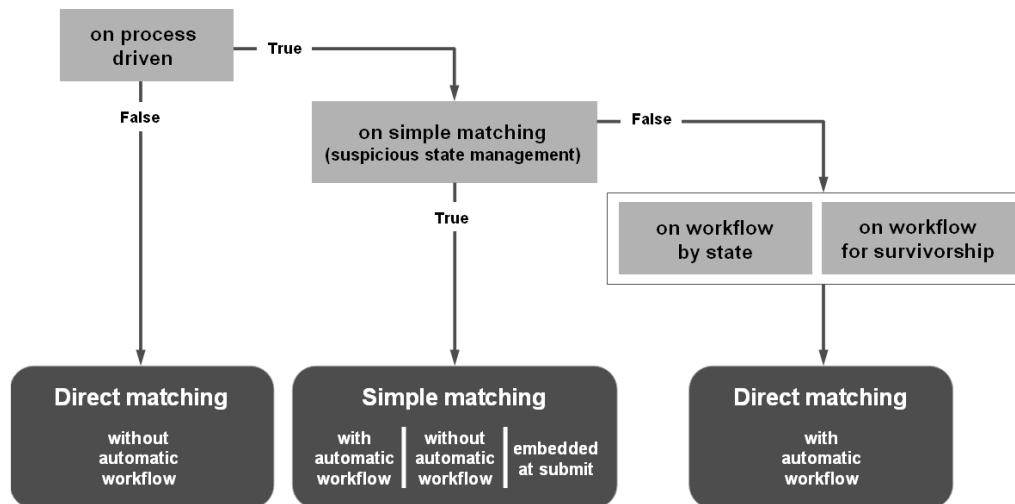 on process
driven
True
False
on simple matching
(suspicious state management)
False
True
on workflow
by state
on workflow
for survivorship
Direct matching
without
automatic
workflow
Simple matching
with
automatic
workflow
without
automatic
workflow
embedded
at submit
Direct matching
with
automatic
workflow